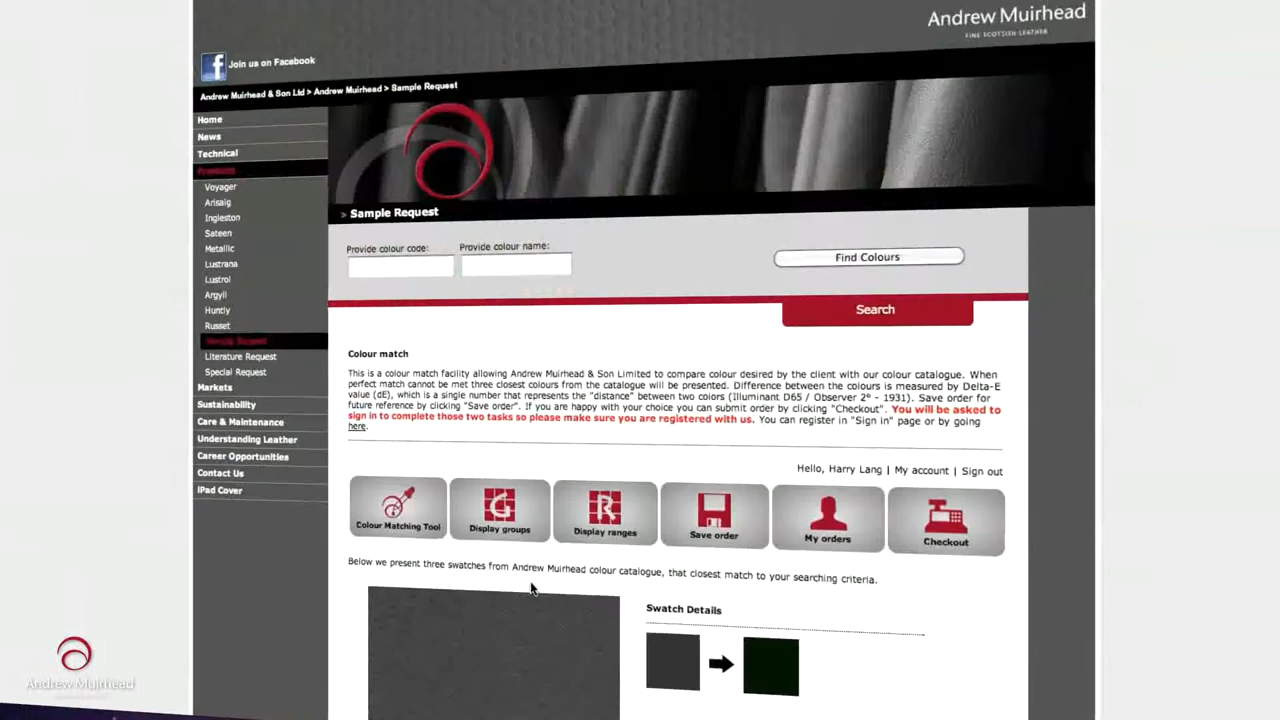 Andrew Muirhead
FINE SCOTTISH LEATHER
Join us on Facebook
Andrew Muirhead & Son Ltd > Andrew Muirhead > Sample Request
Home
News
Technical
Products
Voyager
Arisaig
Ingleston
Sateen
Metallic
Lustrana
Lustrol
Argyll
Huntly
Russet
Sample Request
Literature Request
Special Request
Markets
Sustainability
Care & Maintenance
Understanding Leather
Career Opportunities
Contact Us
iPad Cover
» Sample Request
Provide colour code: Provide colour name:
Find Colours
Search
Colour match
This is a colour match facility allowing Andrew Muirhead & Son Limited to compare colour desired by the client with our colour catalogue. When
perfect match cannot be met three closest colours from the catalogue will be presented. Difference between the colours is measured by Delta-E
value (dE), which is a single number that represents the "distance" between two colors (Illuminant D65 / Observer 2º - 1931). Save order for
future reference by clicking "Save order". If you are happy with your choice you can submit order by clicking "Checkout". You will be asked to
sign in to complete those two tasks so please make sure you are registered with us. You can register in "Sign in" page or by going
here.
Hello, Harry Lang | My account | Sign out
G
R
Colour Matching Tool
Display groups
Display ranges
Save order
My orders
Checkout
Below we present three swatches from Andrew Muirhead colour catalogue, that closest match to your searching criteria.
Swatch Details
Andrew Muirhead